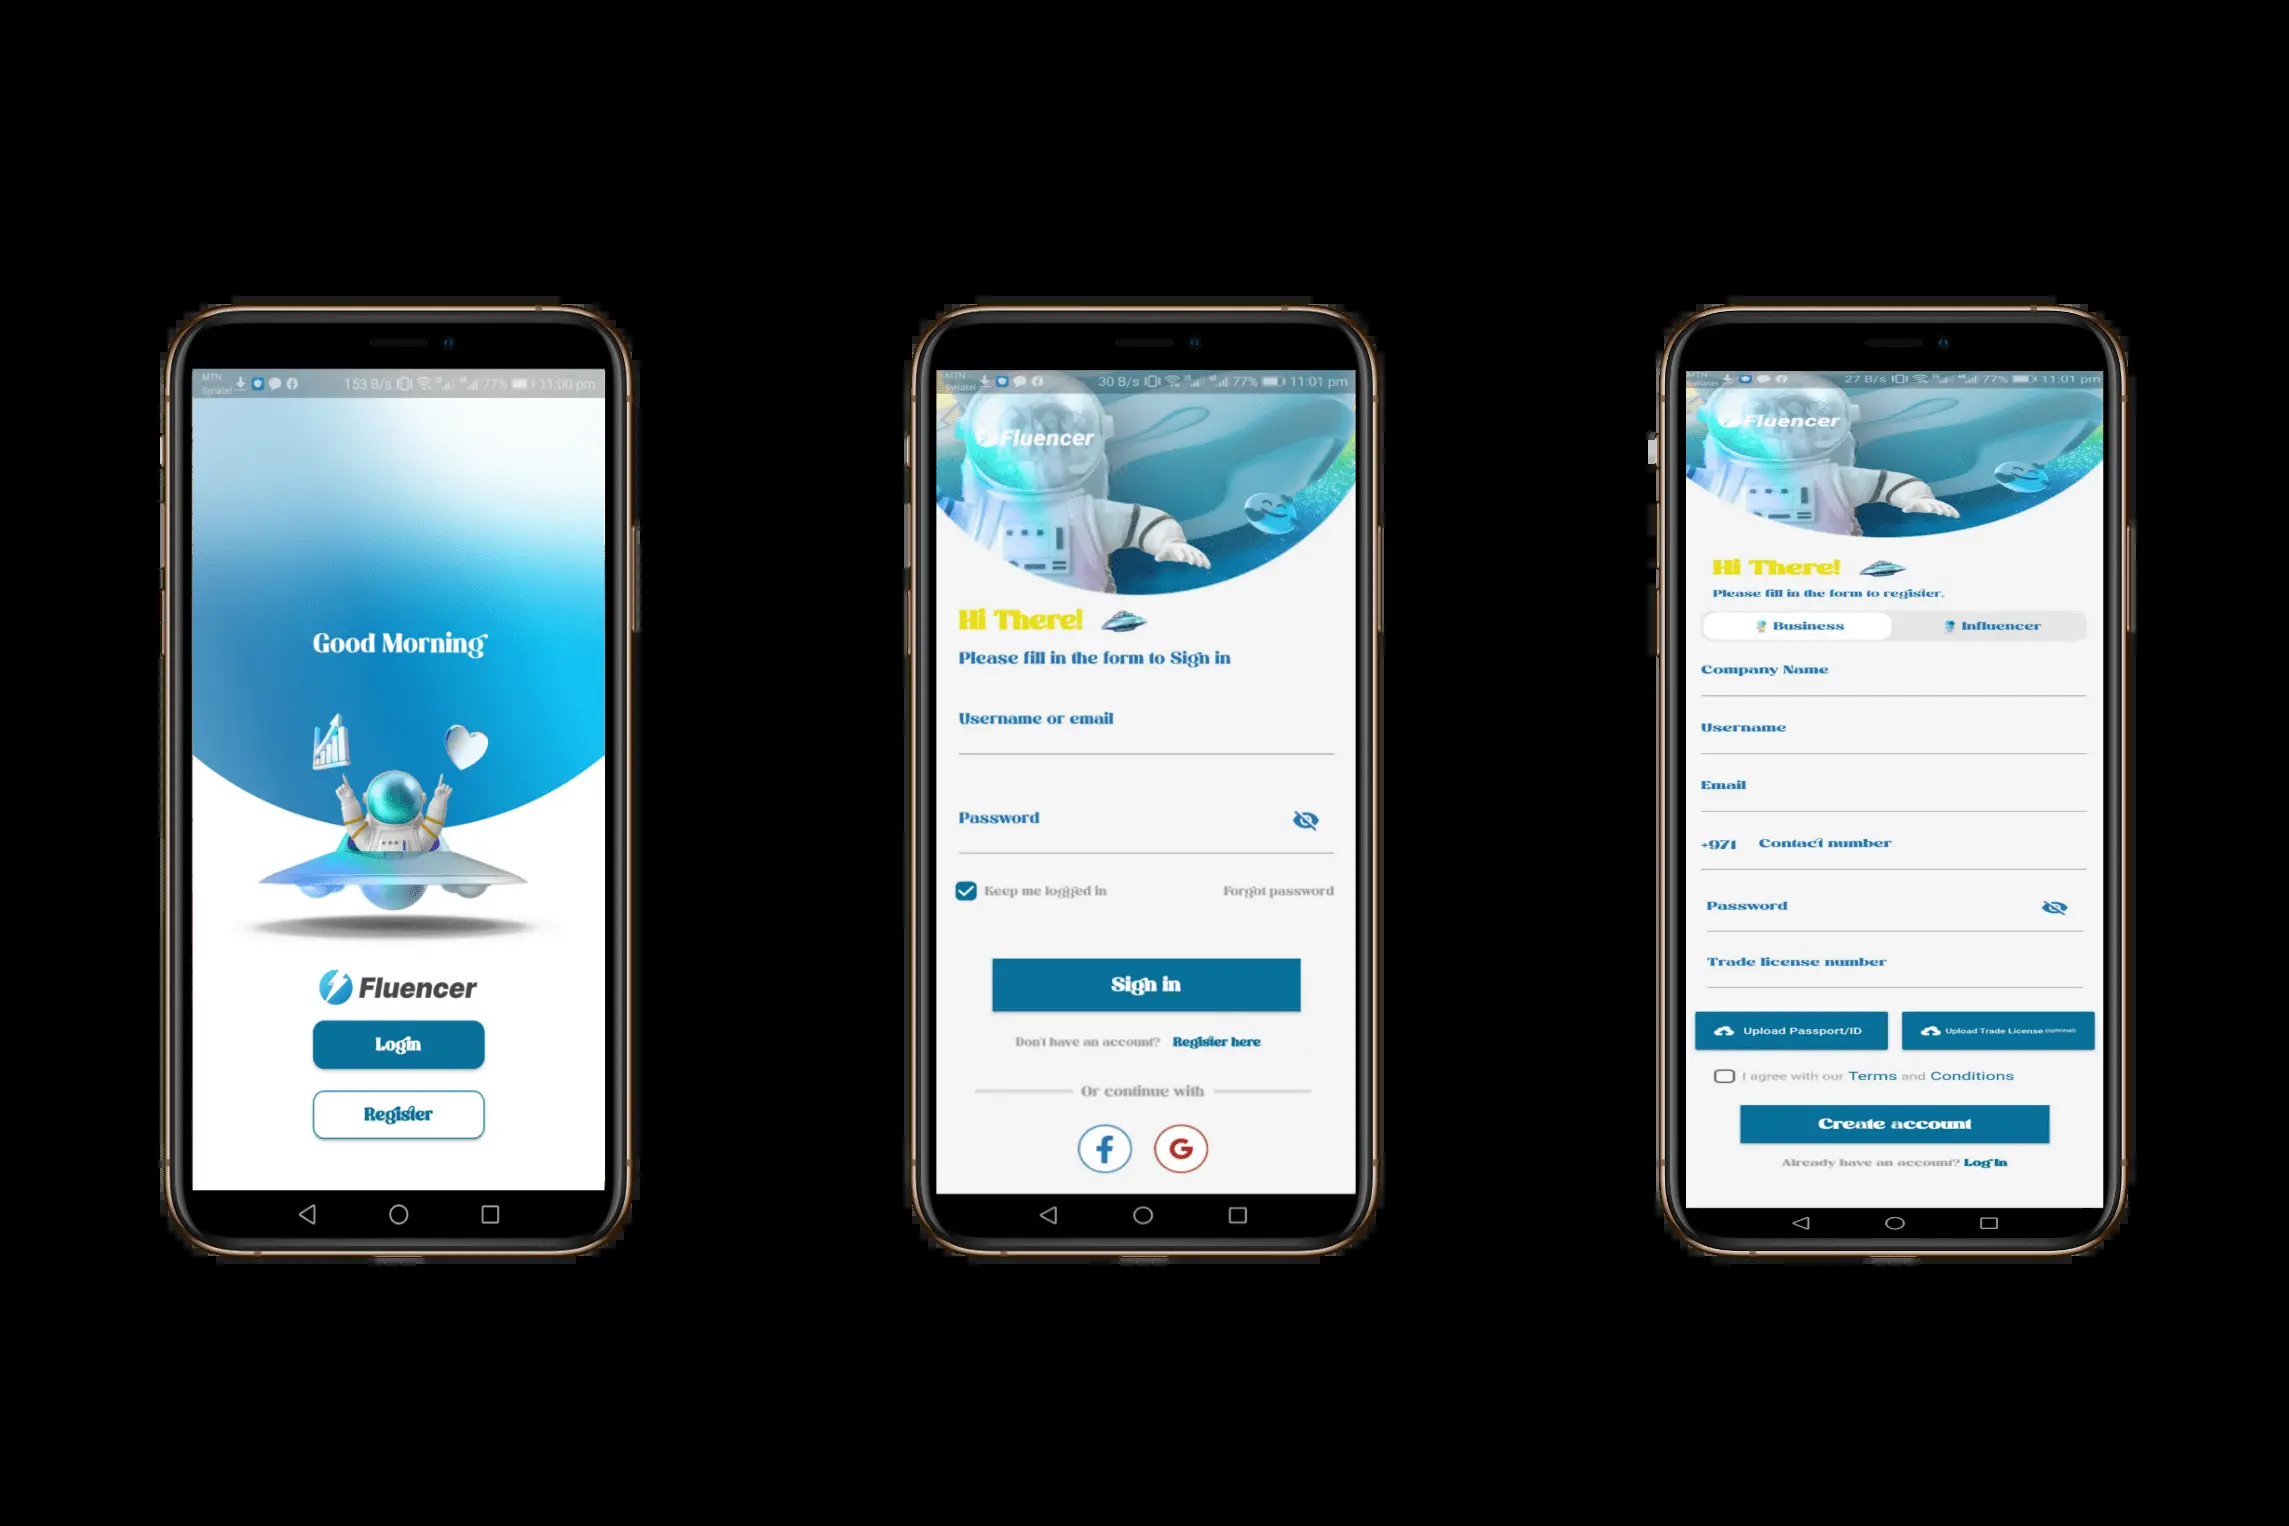 MTN
Syriatel
153 B/s 77% 11:00 pm
Good Morning
Fluencer
Login
Register
MTN
Syriatel
30 B/s 77% 11:01 pm
Fluencer
Hi There!
Please fill in the form to Sign in
Username or email
Password
Keep me logged in Forgot password
Sign in
Don't have an account? Register here
Or continue with
f G
MTN
Syriatel
27 B/s 77% 11:01 pm
Fluencer
Hi There!
Please fill in the form to register.
Business Influencer
Company Name
Username
Email
+971 Contact number
Password
Trade license number
Upload Passport/ID Upload Trade License (optional)
I agree with our Terms and Conditions
Create account
Already have an account? Log In